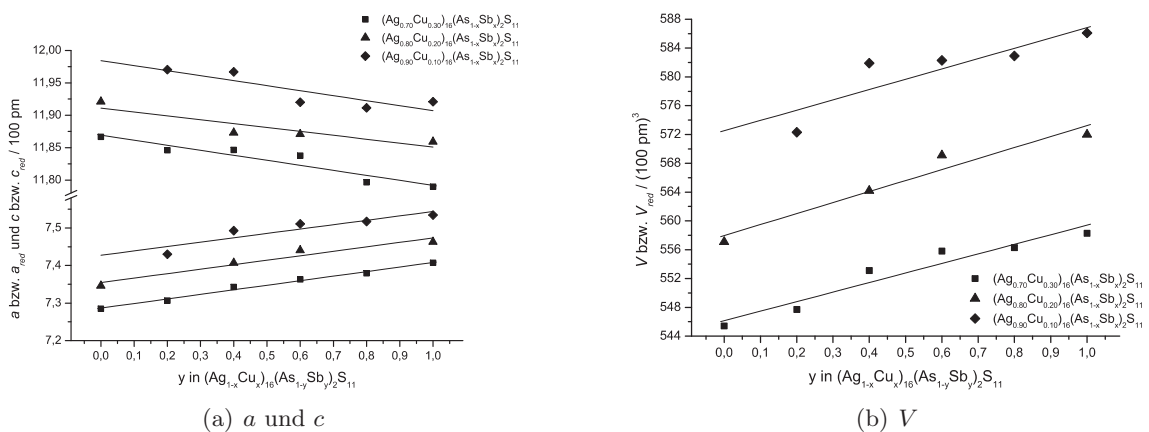 (Ag0.70Cu0.30)16(As1-xSbx)2S11
(Ag0.80Cu0.20)16(As1-xSbx)2S11
(Ag0.90Cu0.10)16(As1-xSbx)2S11
12,00
11,95
11,90
11,85
11,80
7,5
7,4
7,3
7,2
a bzw. ared und c bzw. cred / 100 pm
0,0 0,1 0,2 0,3 0,4 0,5 0,6 0,7 0,8 0,9 1,0
y in (Ag1-xCux)16(As1-ySby)2S11
(a) a und c
588
584
580
576
572
568
564
560
556
552
548
544
V bzw. Vred / (100 pm)3
(Ag0.70Cu0.30)16(As1-xSbx)2S11
(Ag0.80Cu0.20)16(As1-xSbx)2S11
(Ag0.90Cu0.10)16(As1-xSbx)2S11
0,0 0,1 0,2 0,3 0,4 0,5 0,6 0,7 0,8 0,9 1,0
y in (Ag1-xCux)16(As1-ySby)2S11
(b) V